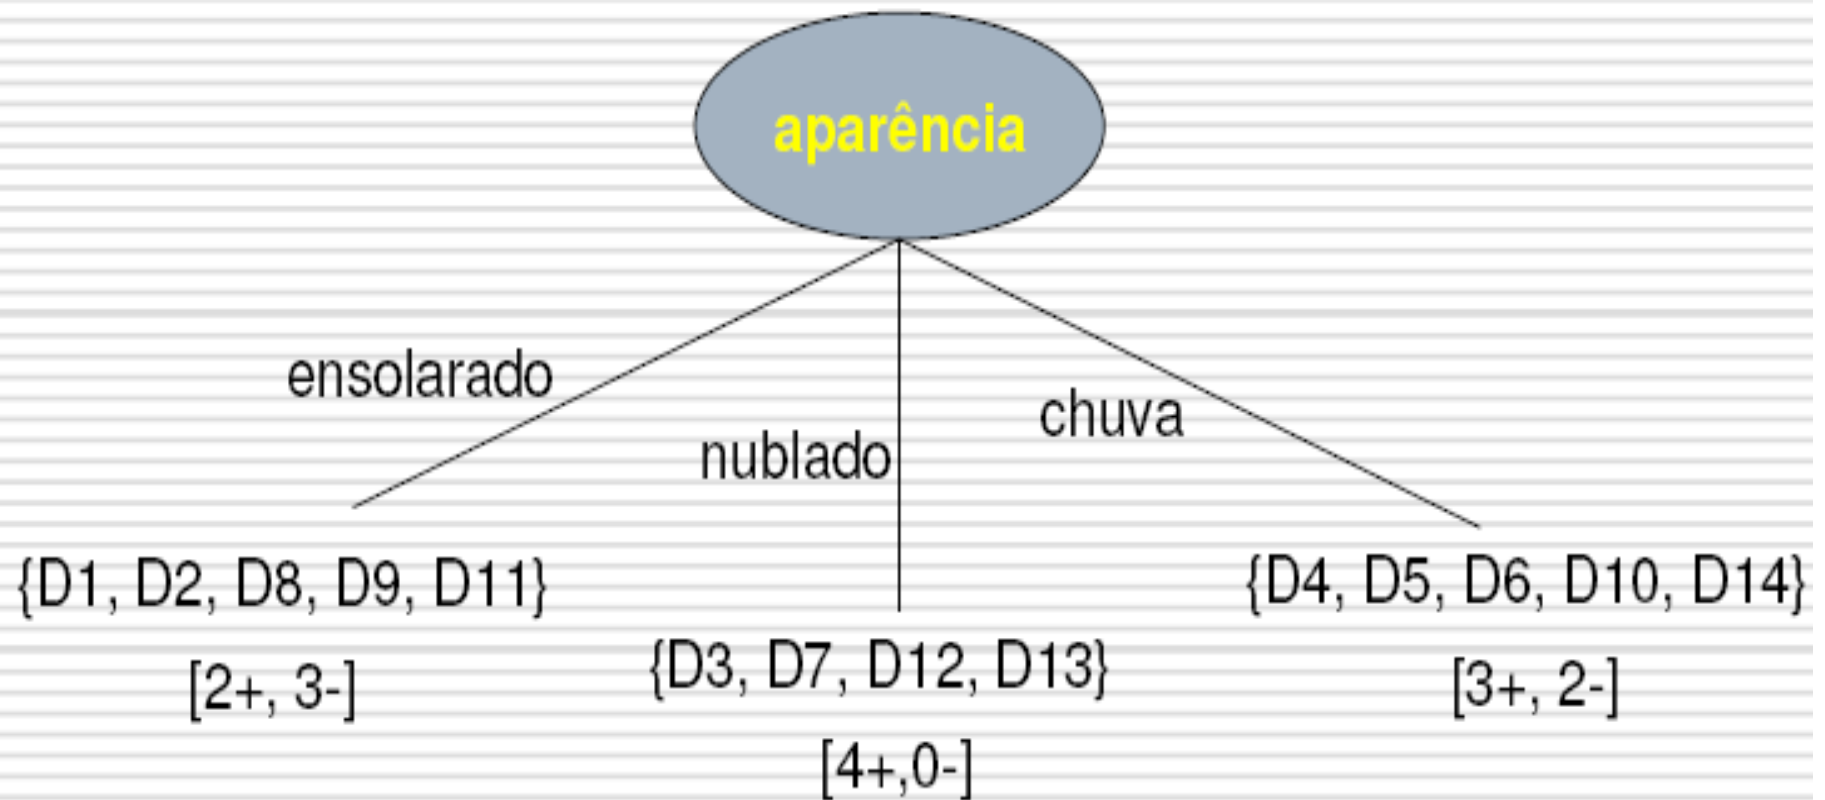 aparência
ensolarado
nublado
chuva
{D1, D2, D8, D9, D11}
[2+, 3-]
{D3, D7, D12, D13}
[4+,0-]
{D4, D5, D6, D10, D14}
[3+, 2-]